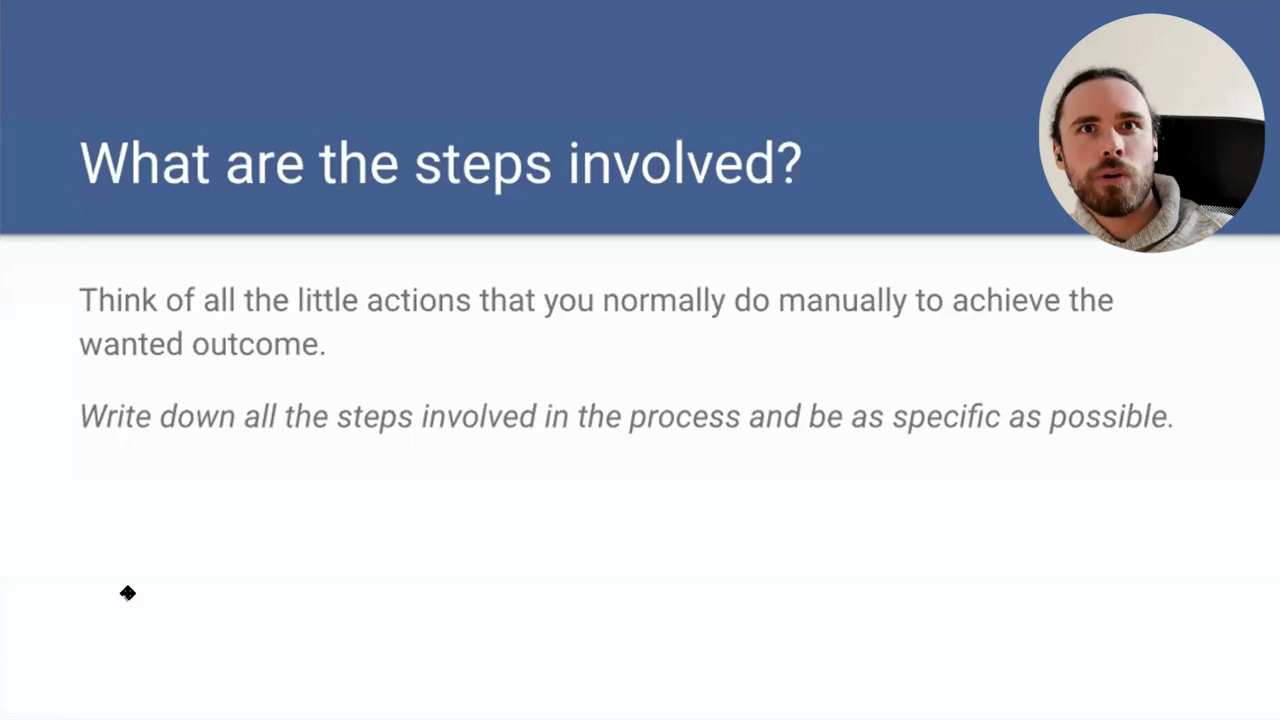 What are the steps involved?
Think of all the little actions that you normally do manually to achieve the
wanted outcome.
Write down all the steps involved in the process and be as specific as possible.